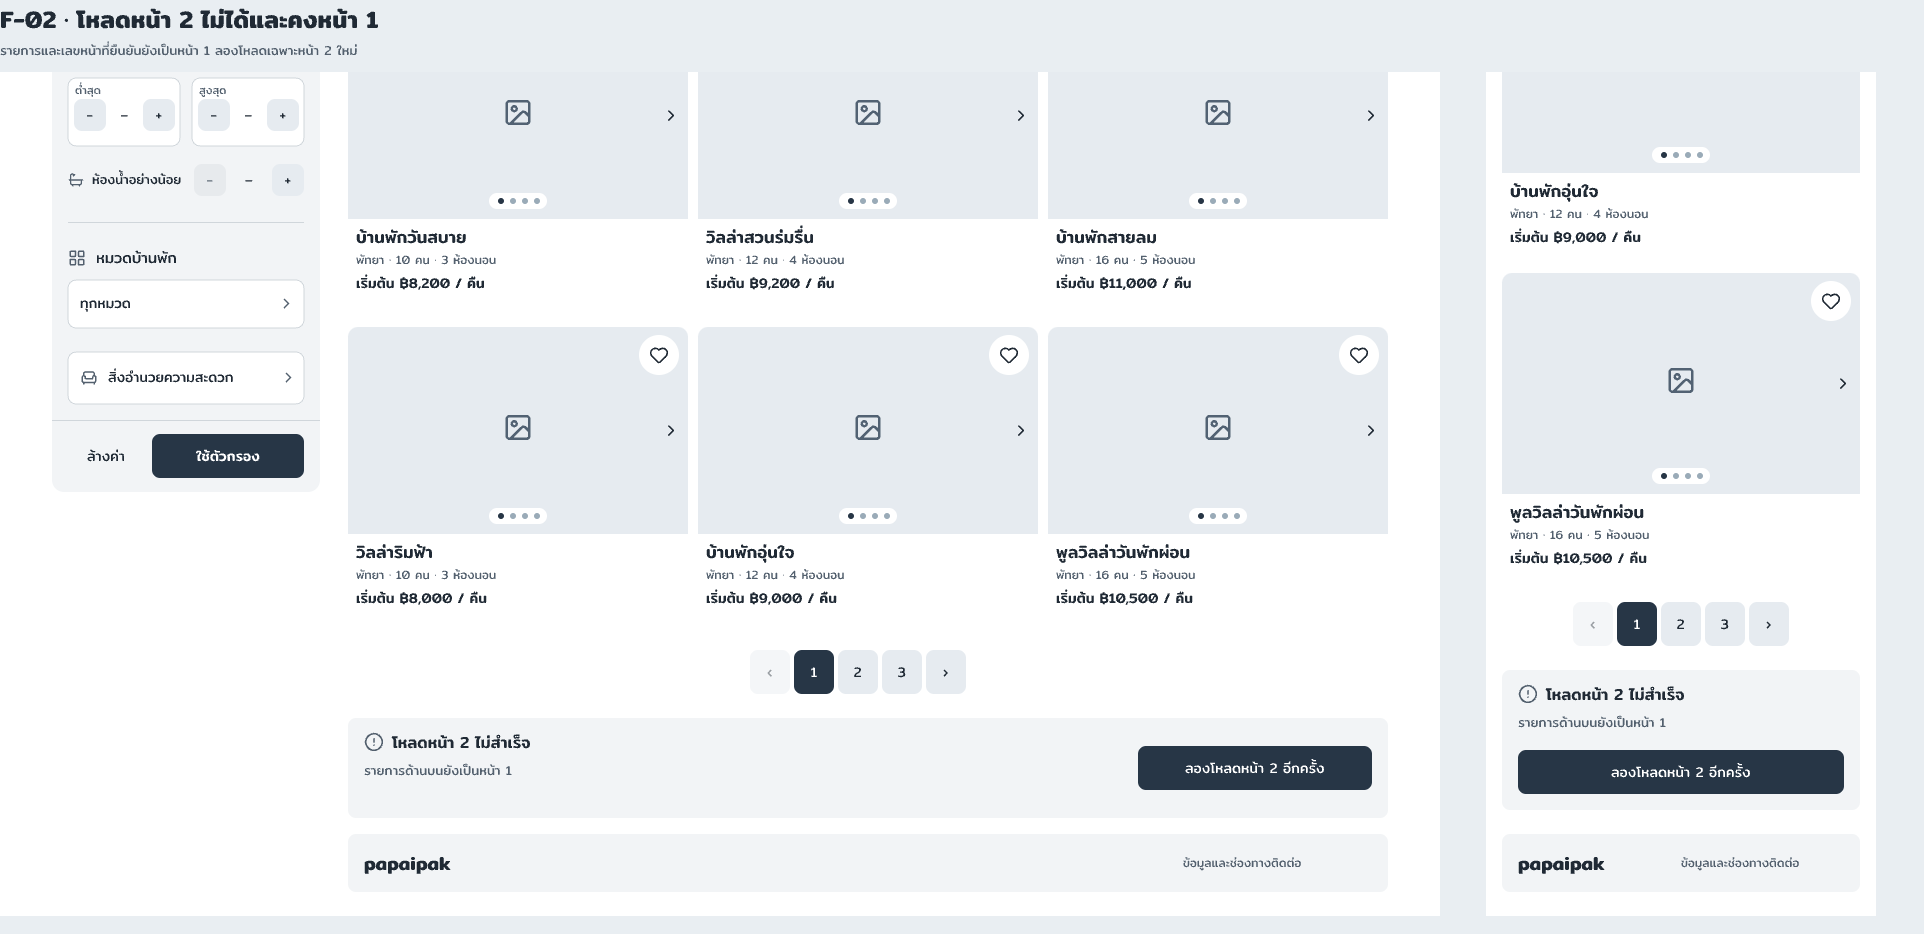 F-02 · โหลดหน้า 2 ไม่ได้และคงหน้า 1
รายการและเลขหน้าที่ยืนยันยังเป็นหน้า 1 ลองโหลดเฉพาะหน้า 2 ใหม่
ต่ำสุด
สูงสุด
− – +
− – +
ห้องน้ำอย่างน้อย − – +
หมวดบ้านพัก
ทุกหมวด
สิ่งอำนวยความสะดวก
ล้างค่า
ใช้ตัวกรอง
บ้านพักวันสบาย
พัทยา · 10 คน · 3 ห้องนอน
เริ่มต้น ฿8,200 / คืน
วิลล่าสวนร่มรื่น
พัทยา · 12 คน · 4 ห้องนอน
เริ่มต้น ฿9,200 / คืน
บ้านพักสายลม
พัทยา · 16 คน · 5 ห้องนอน
เริ่มต้น ฿11,000 / คืน
วิลล่าริมฟ้า
พัทยา · 10 คน · 3 ห้องนอน
เริ่มต้น ฿8,000 / คืน
บ้านพักอุ่นใจ
พัทยา · 12 คน · 4 ห้องนอน
เริ่มต้น ฿9,000 / คืน
พูลวิลล่าวันพักผ่อน
พัทยา · 16 คน · 5 ห้องนอน
เริ่มต้น ฿10,500 / คืน
‹ 1 2 3 ›
โหลดหน้า 2 ไม่สำเร็จ
รายการด้านบนยังเป็นหน้า 1
ลองโหลดหน้า 2 อีกครั้ง
papaipak
ข้อมูลและช่องทางติดต่อ
บ้านพักอุ่นใจ
พัทยา · 12 คน · 4 ห้องนอน
เริ่มต้น ฿9,000 / คืน
พูลวิลล่าวันพักผ่อน
พัทยา · 16 คน · 5 ห้องนอน
เริ่มต้น ฿10,500 / คืน
‹ 1 2 3 ›
โหลดหน้า 2 ไม่สำเร็จ
รายการด้านบนยังเป็นหน้า 1
ลองโหลดหน้า 2 อีกครั้ง
papaipak
ข้อมูลและช่องทางติดต่อ